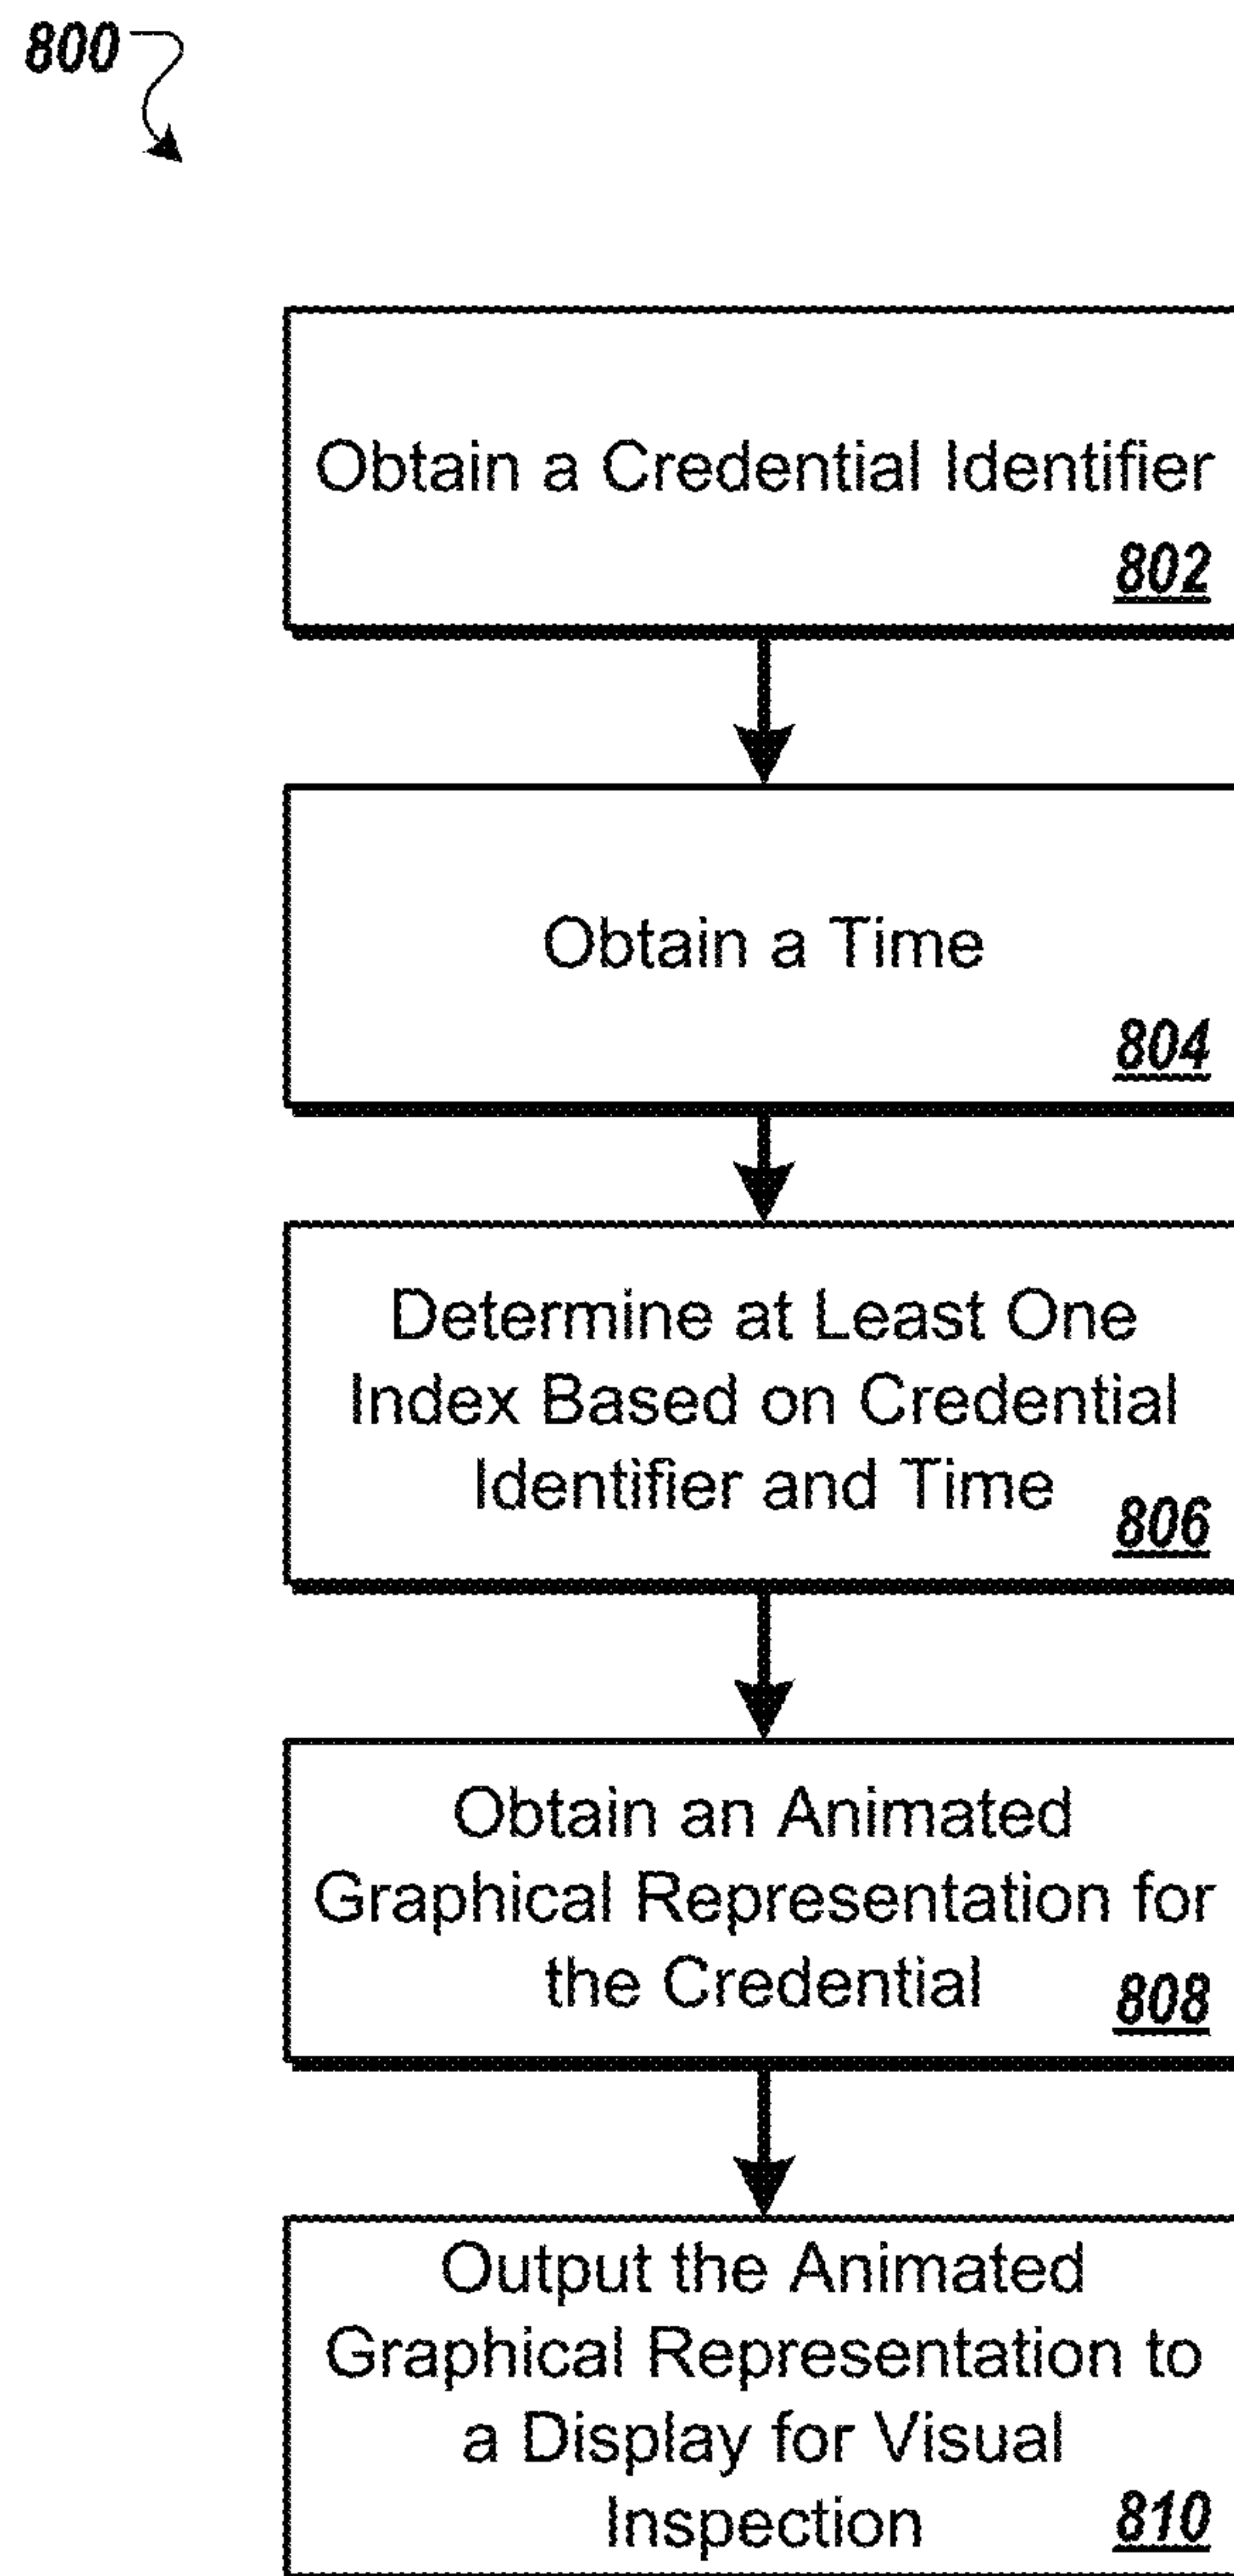 800
Obtain a Credential Identifier
802
Obtain a Time
804
Determine at Least One
Index Based on Credential
Identifier and Time
806
Obtain an Animated
Graphical Representation for
the Credential
808
Output the Animated
Graphical Representation to
a Display for Visual
Inspection
810